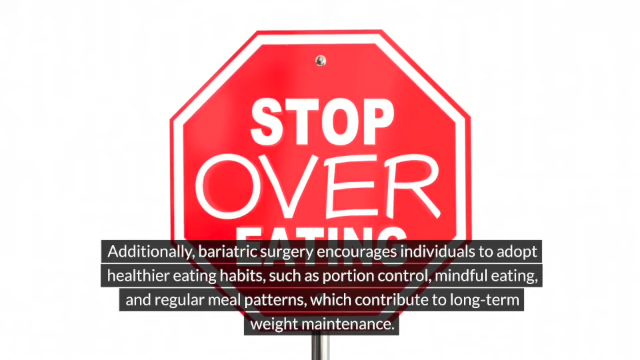 STOP
OVER
EATING
Additionally, bariatric surgery encourages individuals to adopt
healthier eating habits, such as portion control, mindful eating,
and regular meal patterns, which contribute to long-term
weight maintenance.